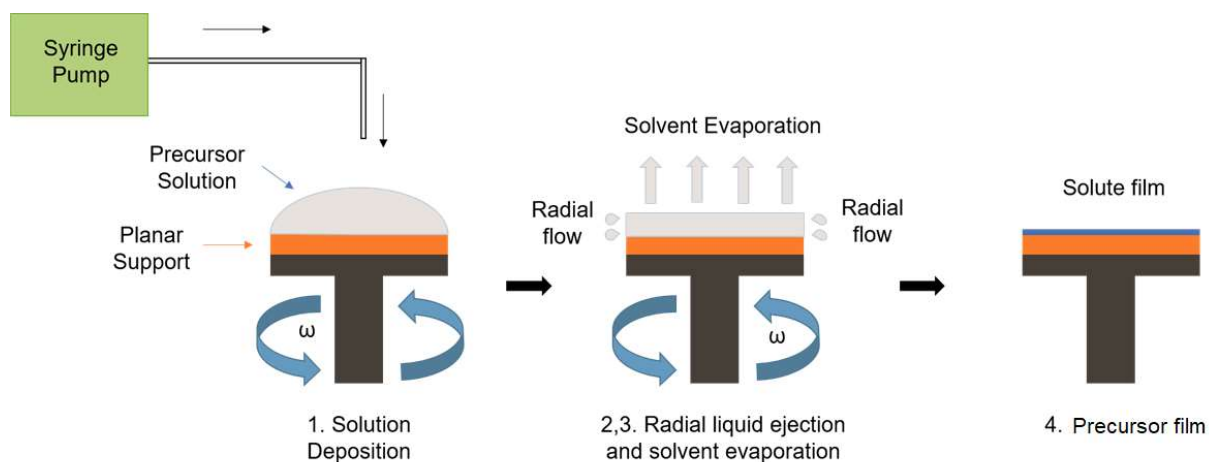 Syringe
Pump
Precursor
Solution
Planar
Support
ω
1. Solution
Deposition
Solvent Evaporation
Radial
flow
Radial
flow
ω
2,3. Radial liquid ejection
and solvent evaporation
Solute film
4. Precursor film